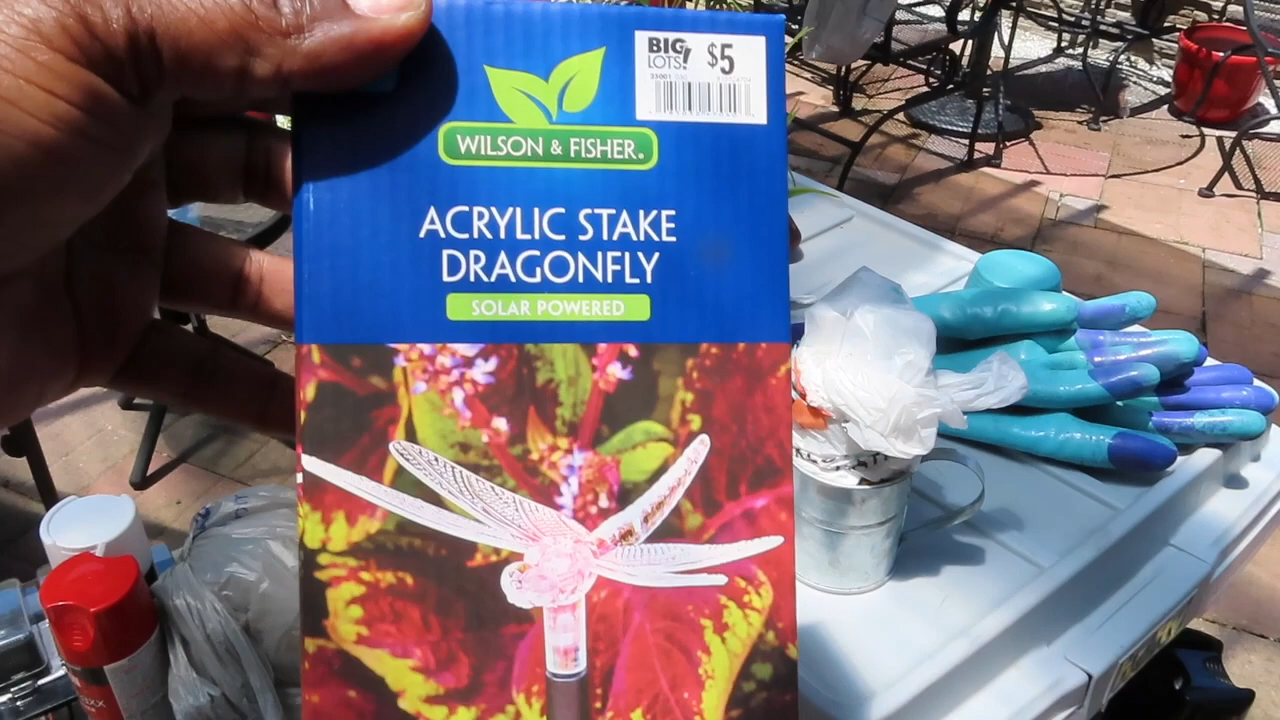 BIG LOTS! $5
WILSON & FISHER®
ACRYLIC STAKE
DRAGONFLY
SOLAR POWERED